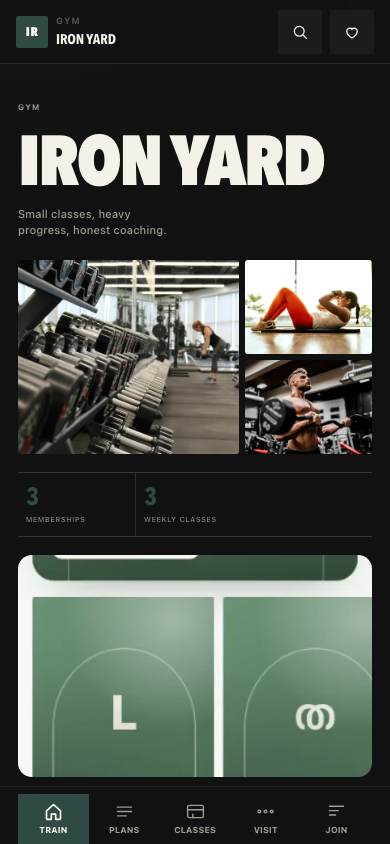 IR
GYM
IRON YARD
GYM
IRON YARD
Small classes, heavy
progress, honest coaching.
3
MEMBERSHIPS
3
WEEKLY CLASSES
L
TRAIN
PLANS
CLASSES
VISIT
JOIN